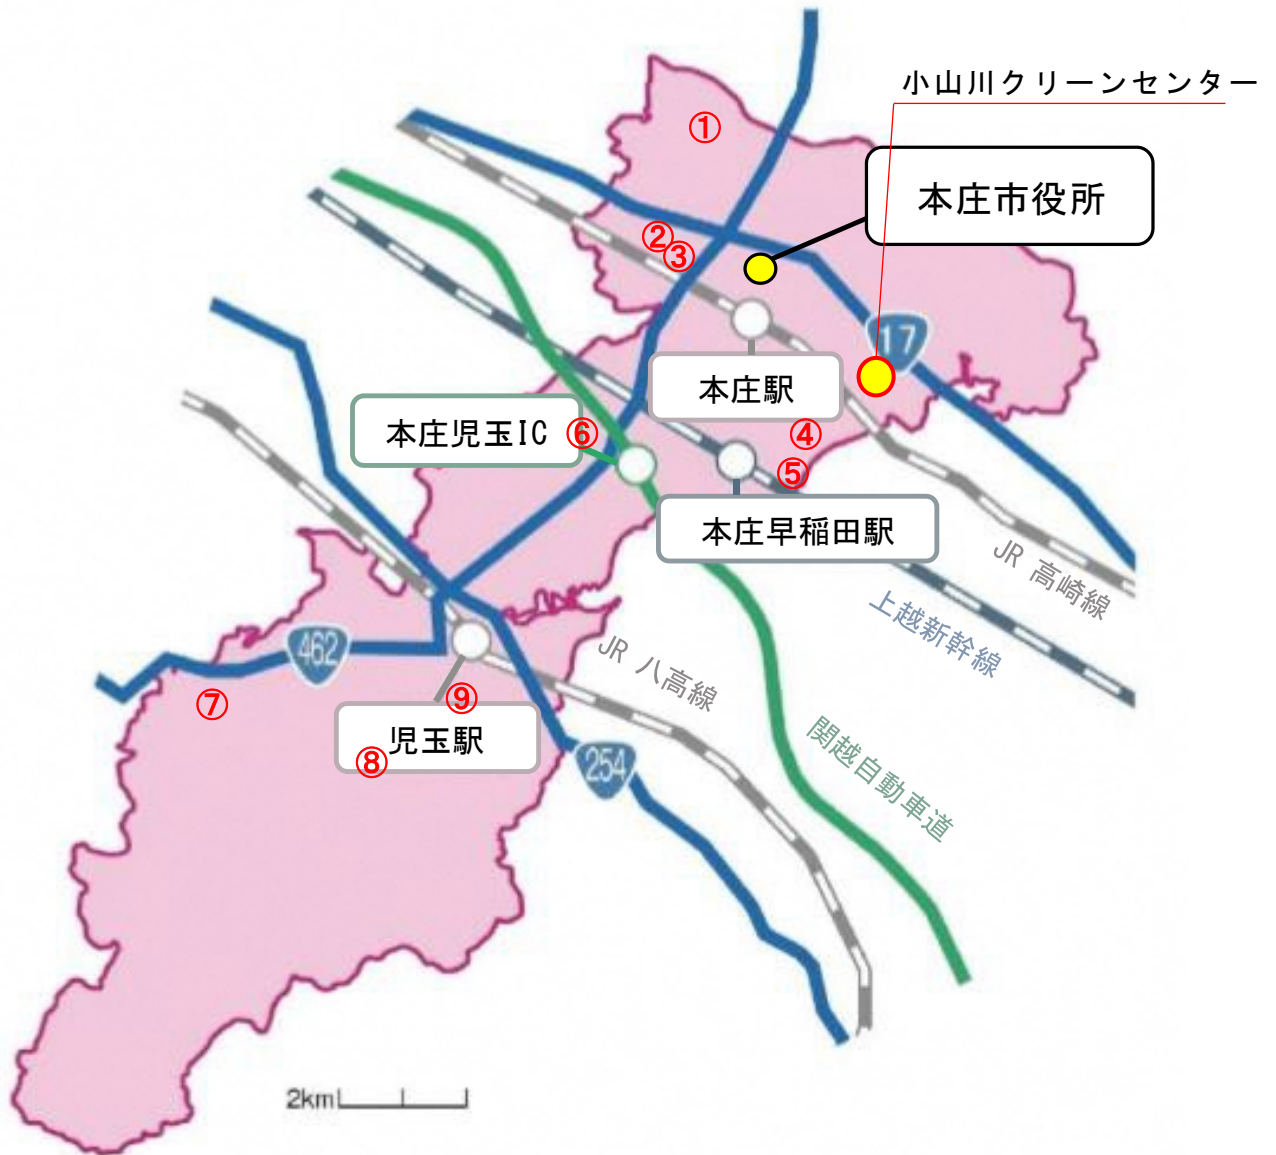 小山川クリーンセンター
①
本庄市役所
②
③
17
本庄駅
本庄児玉IC
⑥
④
⑤
本庄早稲田駅
JR 高崎線
上越新幹線
462
JR 八高線
⑦
⑨
児玉駅
⑧
254
関越自動車道
2km